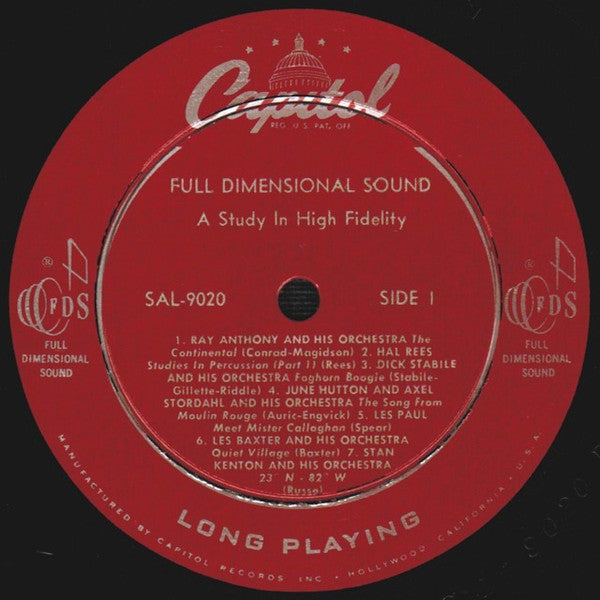 Capitol
REG. U.S. PAT. OFF
FULL DIMENSIONAL SOUND
A Study In High Fidelity
SAL-9020
SIDE 1
® FDS
FULL
DIMENSIONAL
SOUND
® FDS
FULL
DIMENSIONAL
SOUND
1. RAY ANTHONY AND HIS ORCHESTRA The
Continental (Conrad-Magidson) 2. HAL REES
Studies In Percussion (Part 1) (Rees) 3. DICK STABILE
AND HIS ORCHESTRA Foghorn Boogie (Stabile-
Gillette-Riddle) 4. JUNE HUTTON AND AXEL
STORDAHL AND HIS ORCHESTRA The Song From
Moulin Rouge (Auric-Engvick) 5. LES PAUL
Meet Mister Callaghan (Spear)
6. LES BAXTER AND HIS ORCHESTRA
Quiet Village (Baxter) 7. STAN
KENTON AND HIS ORCHESTRA
23° N - 82° W
(Russo)
LONG PLAYING
MANUFACTURED BY CAPITOL RECORDS INC • HOLLYWOOD CALIFORNIA • U.S.A.